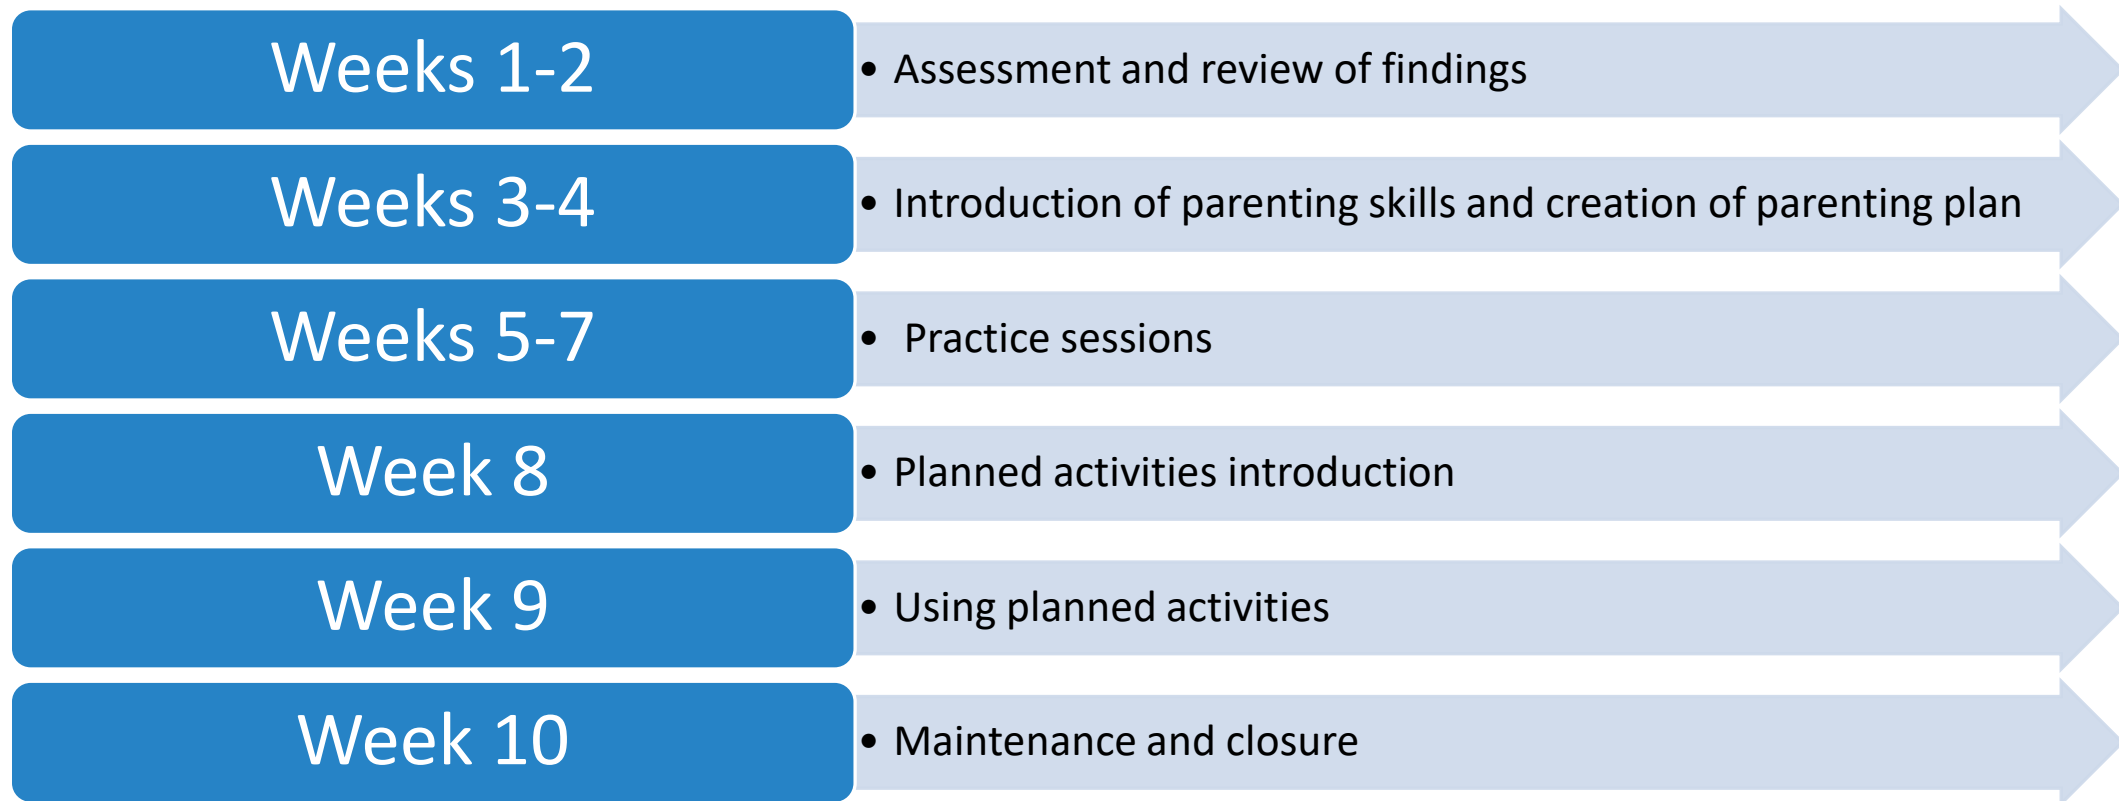 Weeks 1-2
• Assessment and review of findings
Weeks 3-4
• Introduction of parenting skills and creation of parenting plan
Weeks 5-7
• Practice sessions
Week 8
• Planned activities introduction
Week 9
• Using planned activities
Week 10
• Maintenance and closure